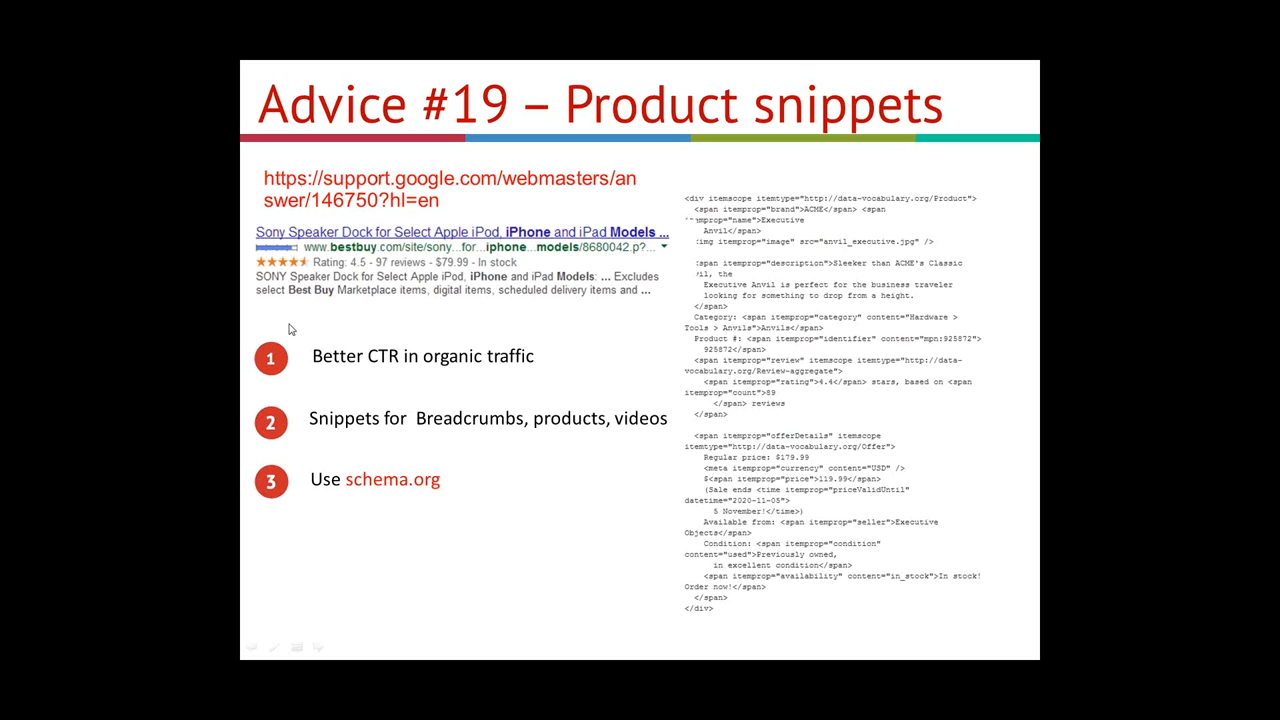 Advice #19 – Product snippets
https://support.google.com/webmasters/an
swer/146750?hl=en
Sony Speaker Dock for Select Apple iPod, iPhone and iPad Models ...
www.bestbuy.com/site/sony...for...iphone...models/8680042.p?...
Rating: 4.5 - 97 reviews - $79.99 - In stock
SONY Speaker Dock for Select Apple iPod, iPhone and iPad Models: ... Excludes
select Best Buy Marketplace items, digital items, scheduled delivery items and ...
1 Better CTR in organic traffic
2 Snippets for Breadcrumbs, products, videos
3 Use schema.org
<div itemscope itemtype="http://data-vocabulary.org/Product">
<span itemprop="brand">ACME</span> <span
mprop="name">Executive
Anvil</span>
img itemprop="image" src="anvil_executive.jpg" />
span itemprop="description">Sleeker than ACME's Classic
vil, the
Executive Anvil is perfect for the business traveler
looking for something to drop from a height.
</span>
Category: <span itemprop="category" content="Hardware >
Tools > Anvils">Anvils</span>
Product #: <span itemprop="identifier" content="mpn:925872">
925872</span>
<span itemprop="review" itemscope itemtype="http://data-
vocabulary.org/Review-aggregate">
<span itemprop="rating">4.4</span> stars, based on <span
itemprop="count">89
</span> reviews
</span>
<span itemprop="offerDetails" itemscope
itemtype="http://data-vocabulary.org/Offer">
Regular price: $179.99
<meta itemprop="currency" content="USD" />
$<span itemprop="price">119.99</span>
(Sale ends <time itemprop="priceValidUntil"
datetime="2020-11-05">
5 November!</time>)
Available from: <span itemprop="seller">Executive
Objects</span>
Condition: <span itemprop="condition"
content="used">Previously owned,
in excellent condition</span>
<span itemprop="availability" content="in_stock">In stock!
Order now!</span>
</span>
</div>